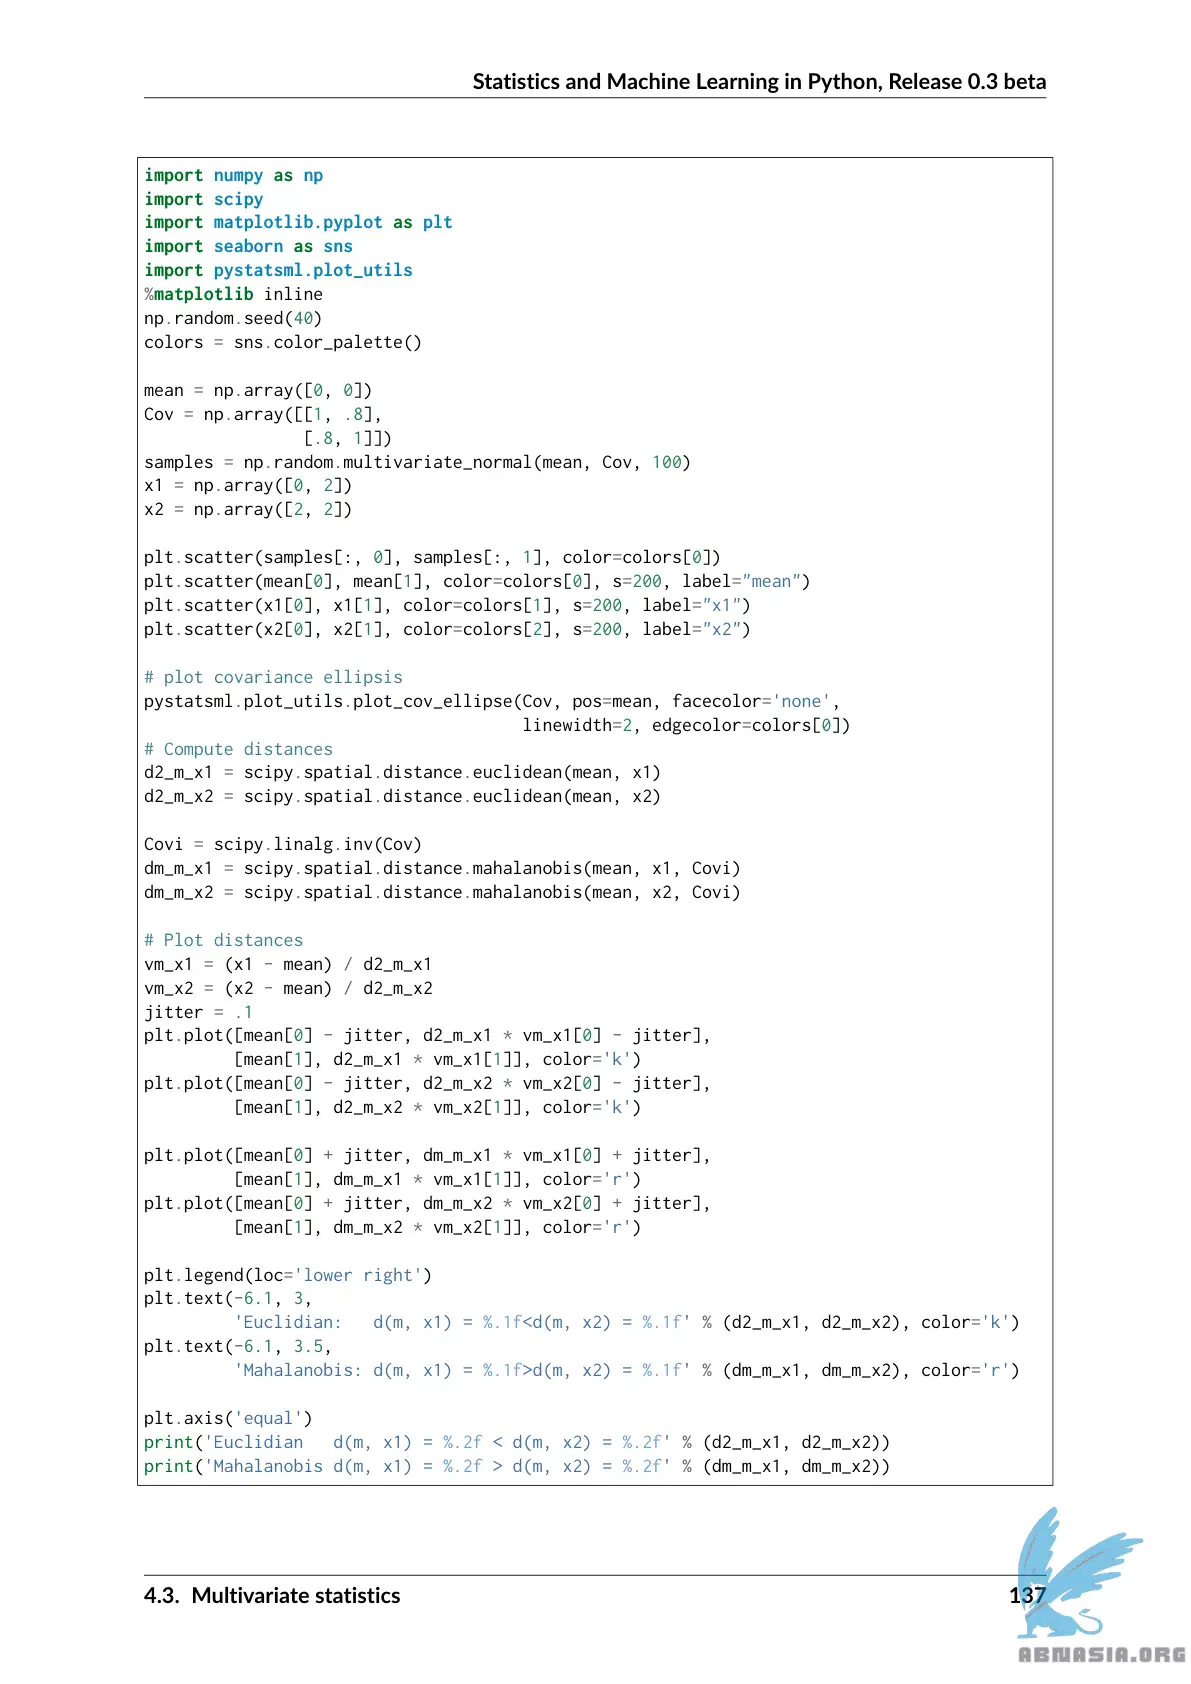 Statistics and Machine Learning in Python, Release 0.3 beta
import numpy as np
import scipy
import matplotlib.pyplot as plt
import seaborn as sns
import pystatsml.plot_utils
%matplotlib inline
np.random.seed(40)
colors = sns.color_palette()
mean = np.array([0, 0])
Cov = np.array([[1, .8],
                [.8, 1]])
samples = np.random.multivariate_normal(mean, Cov, 100)
x1 = np.array([0, 2])
x2 = np.array([2, 2])
plt.scatter(samples[:, 0], samples[:, 1], color=colors[0])
plt.scatter(mean[0], mean[1], color=colors[0], s=200, label="mean")
plt.scatter(x1[0], x1[1], color=colors[1], s=200, label="x1")
plt.scatter(x2[0], x2[1], color=colors[2], s=200, label="x2")
# plot covariance ellipsis
pystatsml.plot_utils.plot_cov_ellipse(Cov, pos=mean, facecolor='none',
                                      linewidth=2, edgecolor=colors[0])
# Compute distances
d2_m_x1 = scipy.spatial.distance.euclidean(mean, x1)
d2_m_x2 = scipy.spatial.distance.euclidean(mean, x2)
Covi = scipy.linalg.inv(Cov)
dm_m_x1 = scipy.spatial.distance.mahalanobis(mean, x1, Covi)
dm_m_x2 = scipy.spatial.distance.mahalanobis(mean, x2, Covi)
# Plot distances
vm_x1 = (x1 - mean) / d2_m_x1
vm_x2 = (x2 - mean) / d2_m_x2
jitter = .1
plt.plot([mean[0] - jitter, d2_m_x1 * vm_x1[0] - jitter],
         [mean[1], d2_m_x1 * vm_x1[1]], color='k')
plt.plot([mean[0] - jitter, d2_m_x2 * vm_x2[0] - jitter],
         [mean[1], d2_m_x2 * vm_x2[1]], color='k')
plt.plot([mean[0] + jitter, dm_m_x1 * vm_x1[0] + jitter],
         [mean[1], dm_m_x1 * vm_x1[1]], color='r')
plt.plot([mean[0] + jitter, dm_m_x2 * vm_x2[0] + jitter],
         [mean[1], dm_m_x2 * vm_x2[1]], color='r')
plt.legend(loc='lower right')
plt.text(-6.1, 3,
         'Euclidian:   d(m, x1) = %.1f<d(m, x2) = %.1f' % (d2_m_x1, d2_m_x2), color='k')
plt.text(-6.1, 3.5,
         'Mahalanobis: d(m, x1) = %.1f>d(m, x2) = %.1f' % (dm_m_x1, dm_m_x2), color='r')
plt.axis('equal')
print('Euclidian   d(m, x1) = %.2f < d(m, x2) = %.2f' % (d2_m_x1, d2_m_x2))
print('Mahalanobis d(m, x1) = %.2f > d(m, x2) = %.2f' % (dm_m_x1, dm_m_x2))
4.3. Multivariate statistics
137
ABNASIA.ORG